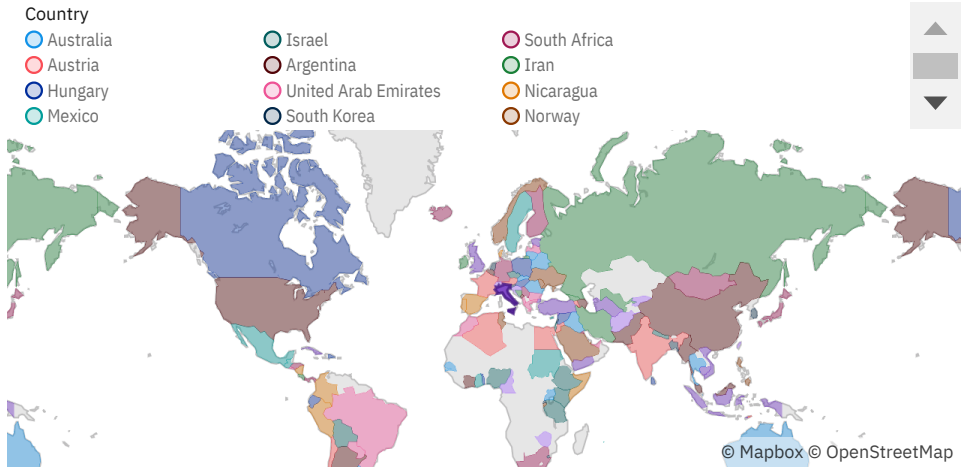 Country
Australia
Israel
South Africa
Austria
Argentina
Iran
Hungary
United Arab Emirates
Nicaragua
Mexico
South Korea
Norway
© Mapbox © OpenStreetMap